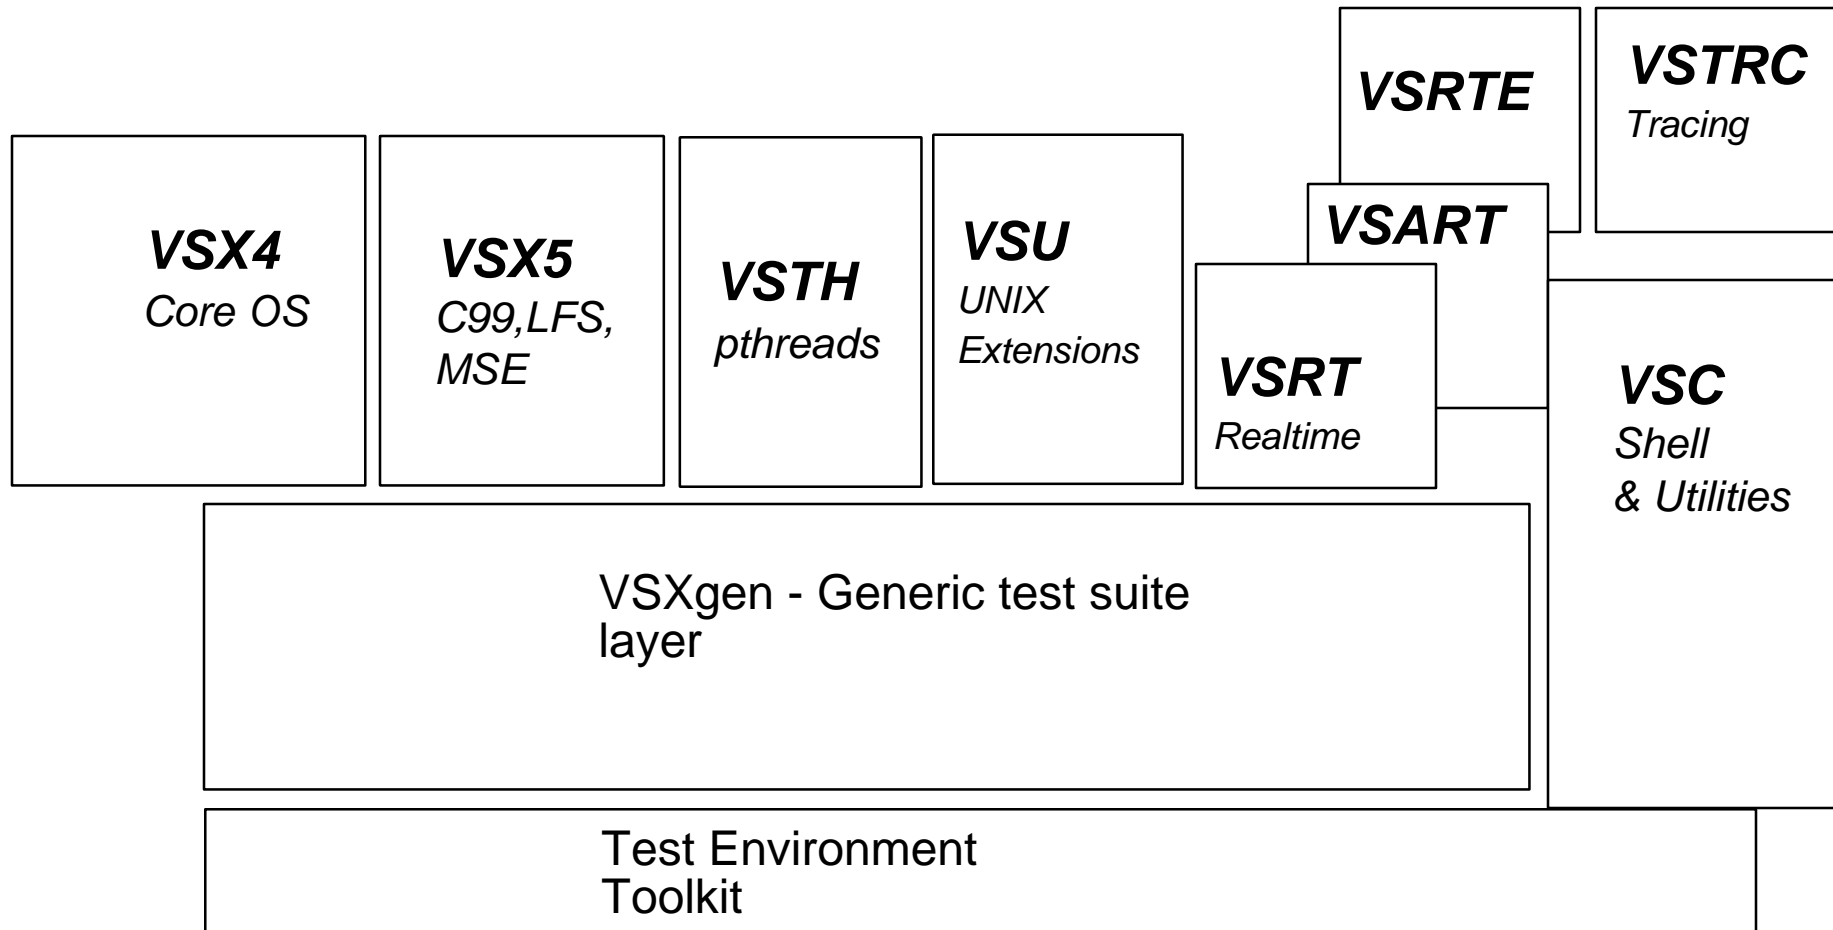 VSRTE
VSTRC
Tracing
VSX4
Core OS
VSX5
C99,LFS,
MSE
VSTH
pthreads
VSU
UNIX
Extensions
VSART
VSRT
Realtime
VSC
Shell
& Utilities
VSXgen - Generic test suite
layer
Test Environment
Toolkit